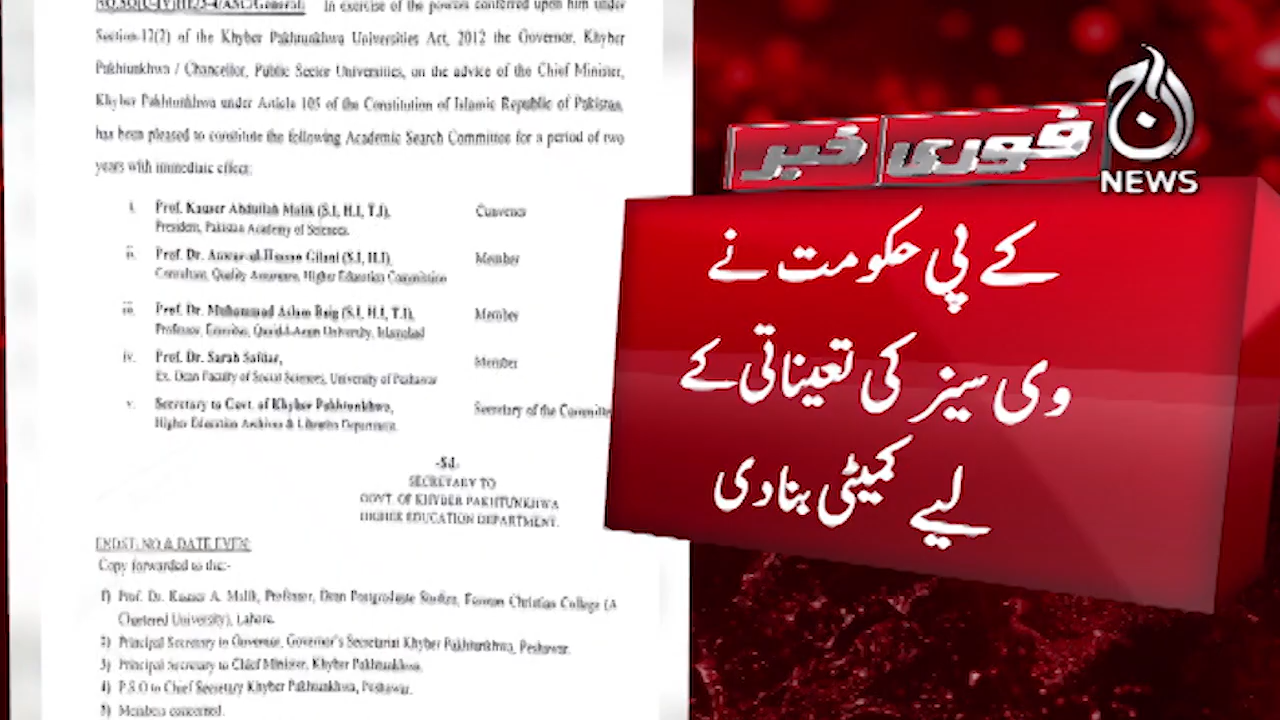 In exercise of the powers conferred upon him under
Section-12(2) of the Khyber Pakhtunkhwa Universities Act, 2012 the Governor, Khyber
Pakhtunkhwa / Chancellor, Public Sector Universities, on the advice of the Chief Minister,
Khyber Pakhtunkhwa under Article 105 of the Constitution of Islamic Republic of Pakistan,
has been pleased to constitute the following Academic Search Committee for a period of two
years with immediate effect:
i. Prof. Kauser Abdullah Malik (S.I, H.I, T.I), Convenor
President, Pakistan Academy of Sciences.
ii. Prof. Dr. Anwar-ul-Hassan Gilani (S.I, H.I), Member
Consultant, Quality Assurance, Higher Education Commission
iii. Prof. Dr. Muhammad Aslam Baig (S.I, H.I, T.I), Member
Professor, Emeritus, Quaid-i-Azam University, Islamabad
iv. Prof. Dr. Sarah Safdar, Member
Ex. Dean Faculty of Social Sciences, University of Peshawar
v. Secretary to Govt. of Khyber Pakhtunkhwa, Secretary of the Committee
Higher Education Archives & Libraries Department.
-Sd-
SECRETARY TO
GOVT OF KHYBER PAKHTUNKHWA
HIGHER EDUCATION DEPARTMENT.
ENDST. NO & DATE EVEN:
Copy forwarded to the:-
1) Prof. Dr. Kauser A. Malik, Professor, Dean Postgraduate Studies, Forman Christian College (A
Chartered University), Lahore.
2) Principal Secretary to Governor, Governor's Secretariat Khyber Pakhtunkhwa, Peshawar.
3) Principal Secretary to Chief Minister, Khyber Pakhtunkhwa.
4) P.S.O to Chief Secretary Khyber Pakhtunkhwa, Peshawar.
5) Members concerned.
آج
NEWS
فوری خبر
کے پی حکومت نے
وی سیز کی تعیناتی کے
لیے کمیٹی بنا دی